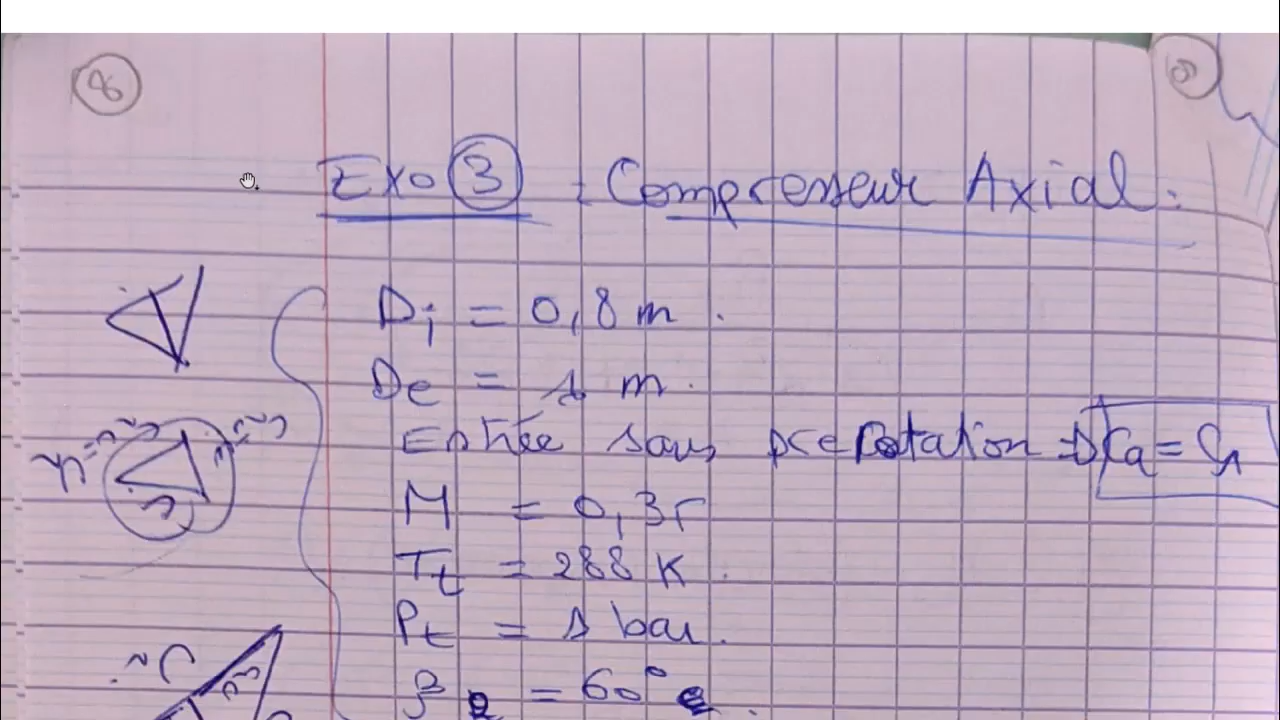 Exo 3 : Compresseur Axial.
Di = 0,8 m.
De = 1 m.
Entrée sans prérotation => Ca = C1
M = 0,35
Tt = 288 K.
Pt = 1 bar.
β2 = 60°